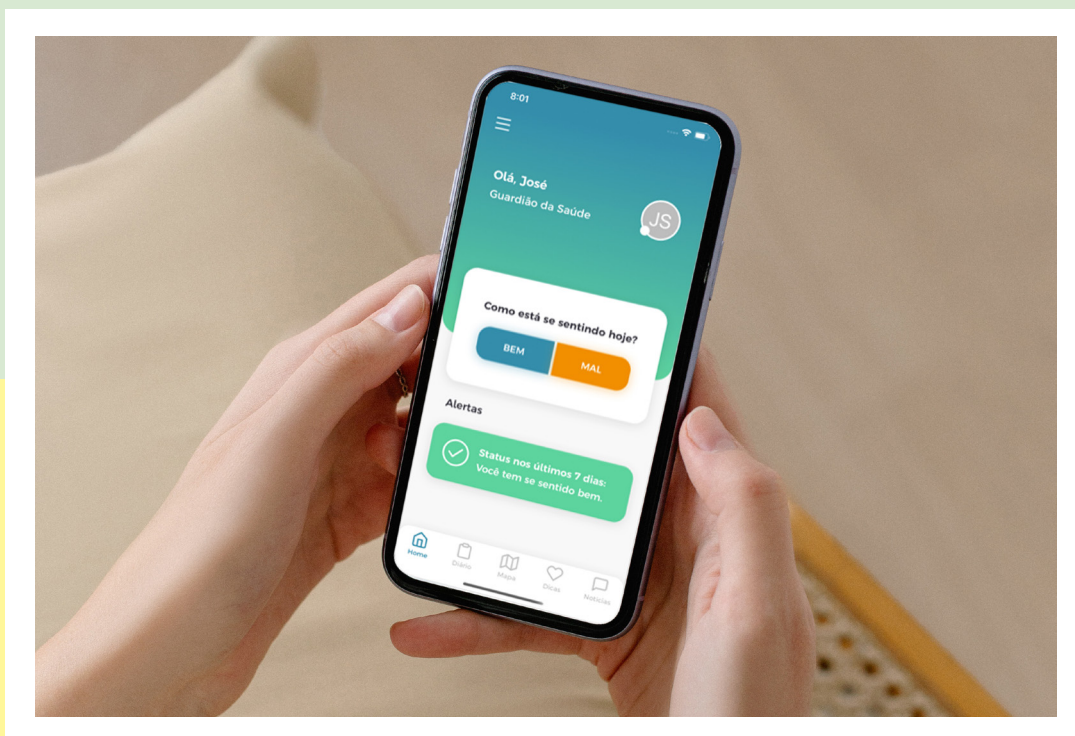 8:01
Olá, José
Guardião da Saúde
JS
Como está se sentindo hoje?
BEM
MAL
Alertas
Status nos últimos 7 dias:
Você tem se sentido bem.
Home
Diário
Mapa
Dicas
Notícias